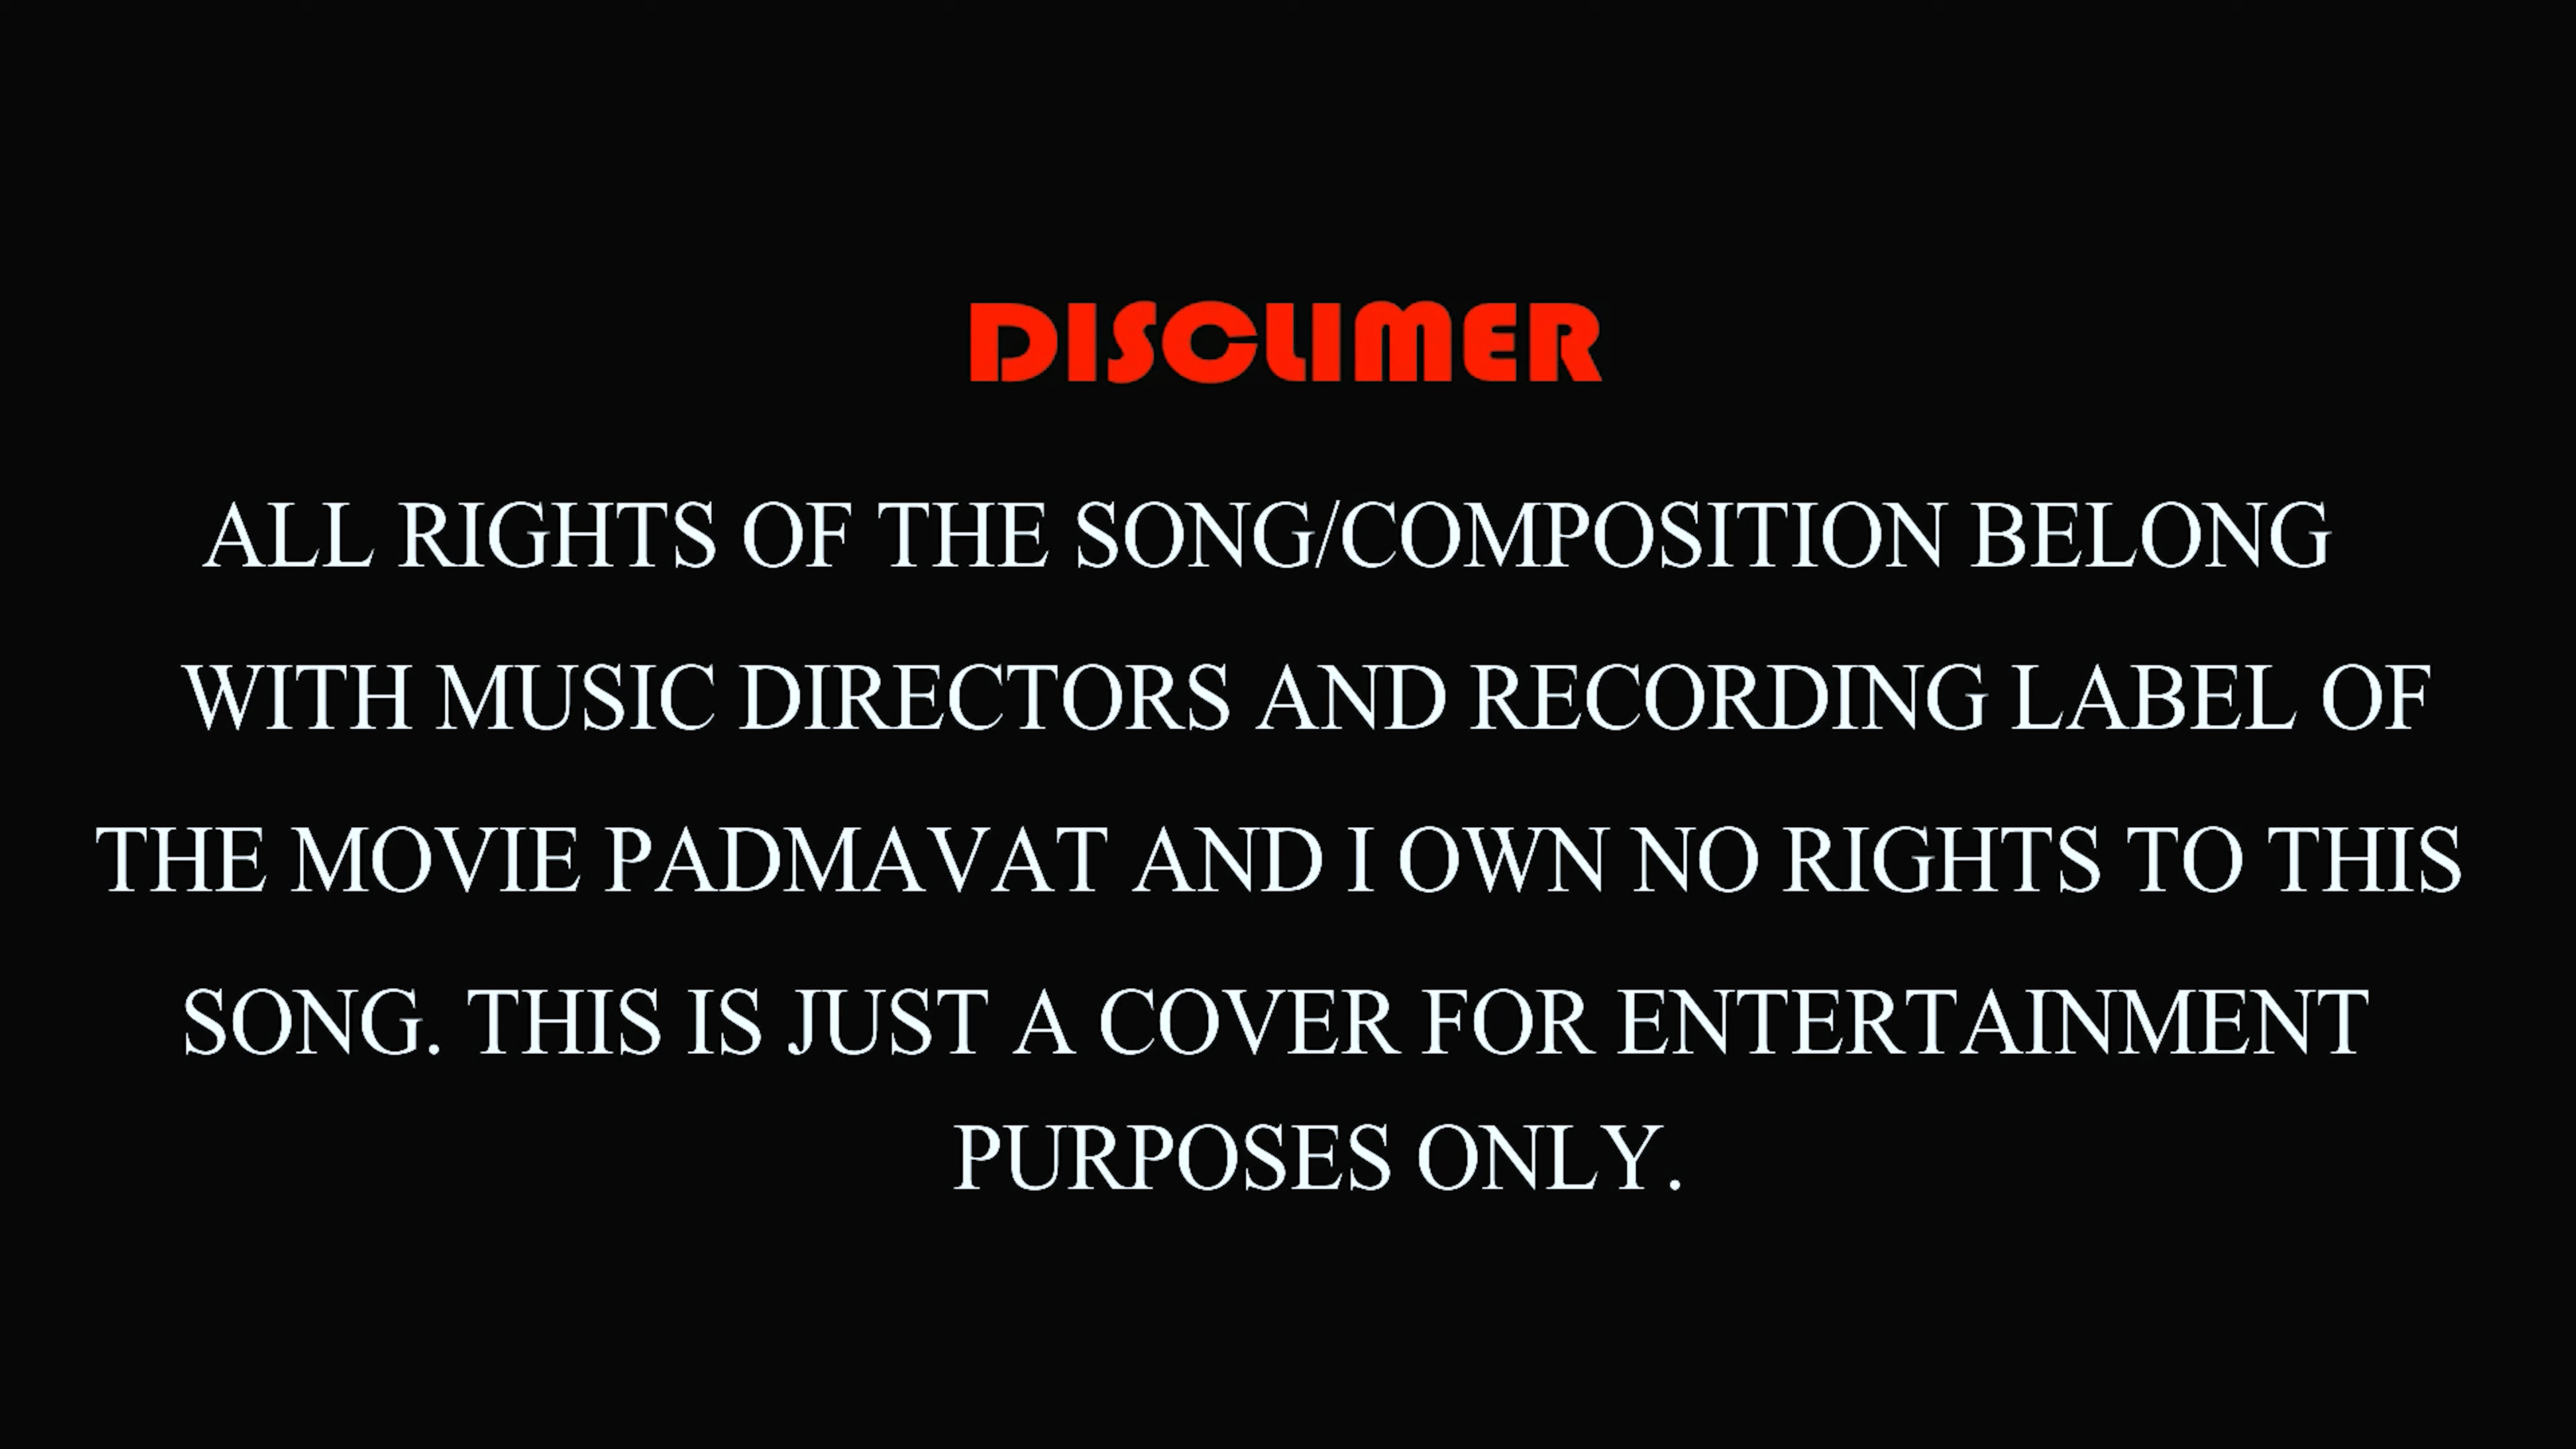 DISCLIMER
ALL RIGHTS OF THE SONG/COMPOSITION BELONG
WITH MUSIC DIRECTORS AND RECORDING LABEL OF
THE MOVIE PADMAVAT AND I OWN NO RIGHTS TO THIS
SONG. THIS IS JUST A COVER FOR ENTERTAINMENT
PURPOSES ONLY.